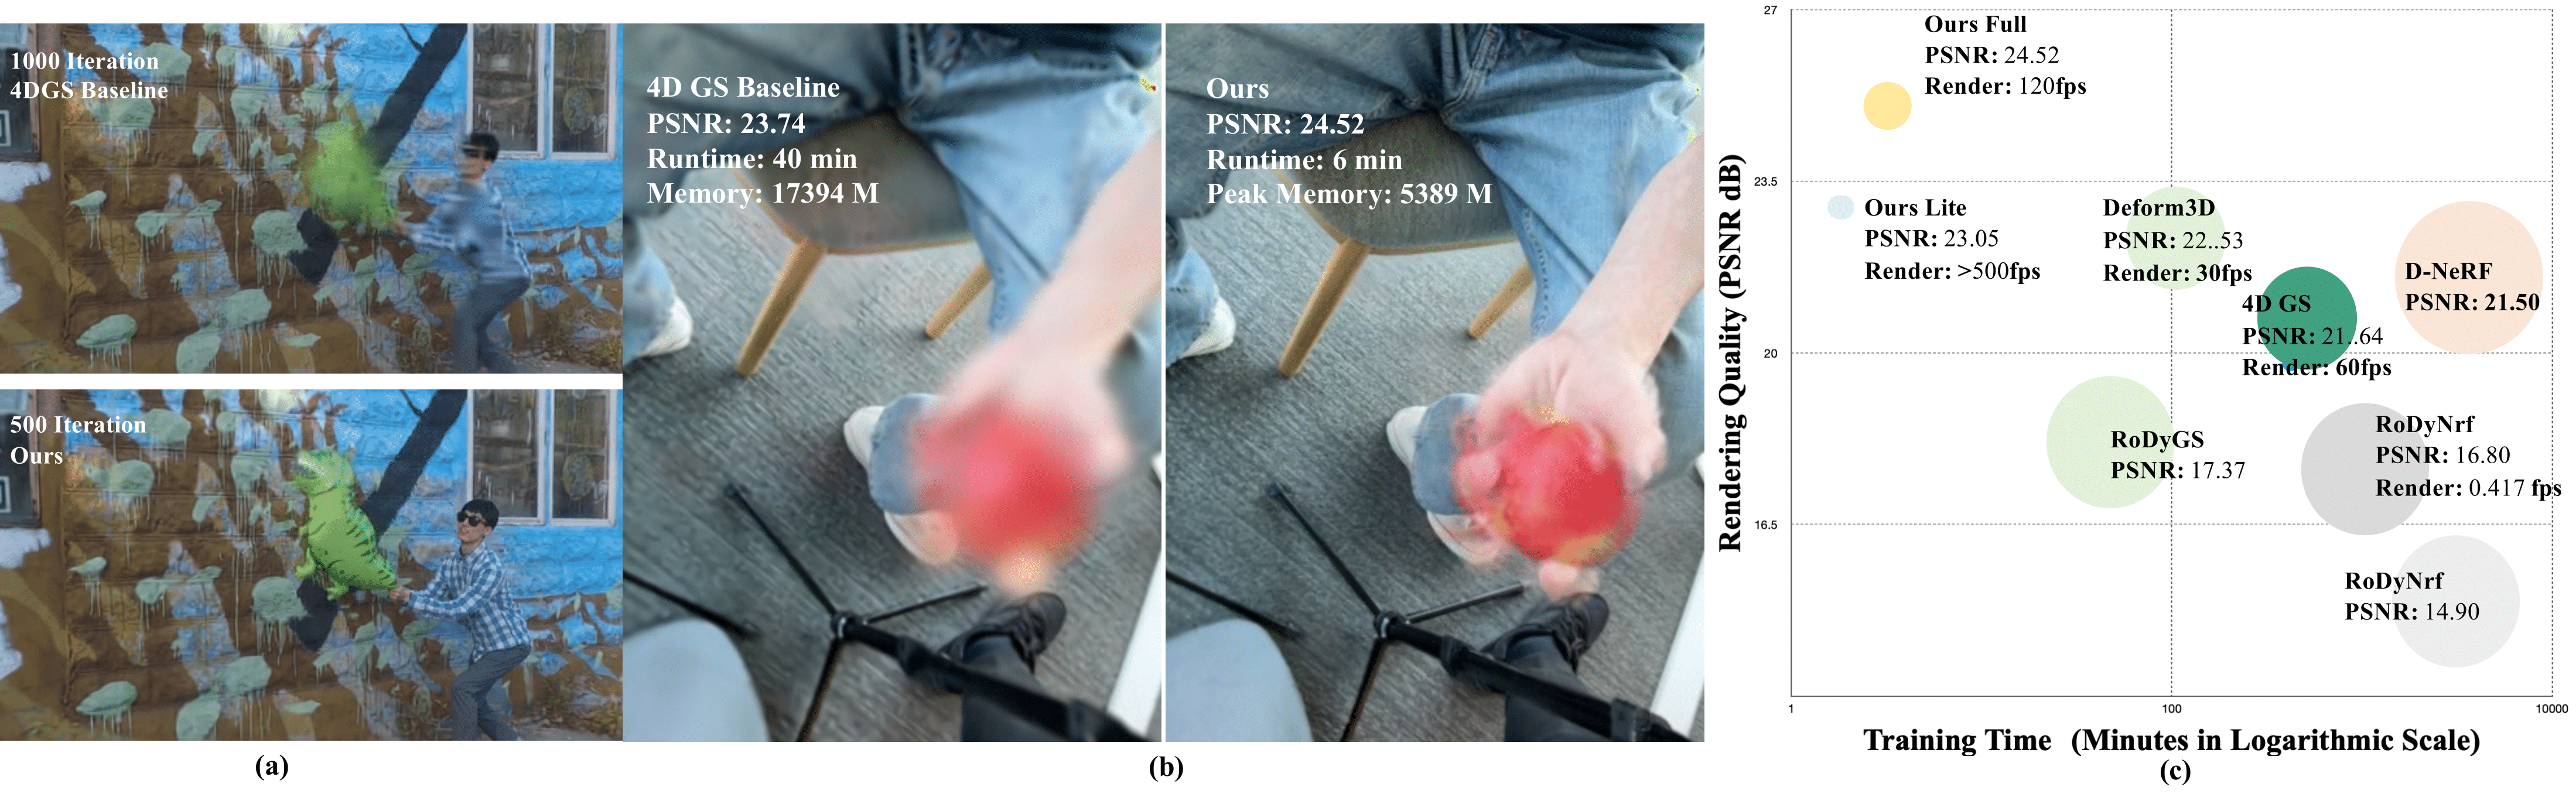 1000 Iteration
4DGS Baseline
500 Iteration
Ours
(a)
4D GS Baseline
PSNR: 23.74
Runtime: 40 min
Memory: 17394 M
Ours
PSNR: 24.52
Runtime: 6 min
Peak Memory: 5389 M
(b)
Rendering Quality (PSNR dB)
27
23.5
20
16.5
Ours Full
PSNR: 24.52
Render: 120fps
Ours Lite
PSNR: 23.05
Render: >500fps
Deform3D
PSNR: 22..53
Render: 30fps
4D GS
PSNR: 21..64
Render: 60fps
D-NeRF
PSNR: 21.50
RoDyGS
PSNR: 17.37
RoDyNrf
PSNR: 16.80
Render: 0.417 fps
RoDyNrf
PSNR: 14.90
1
100
10000
Training Time (Minutes in Logarithmic Scale)
(c)